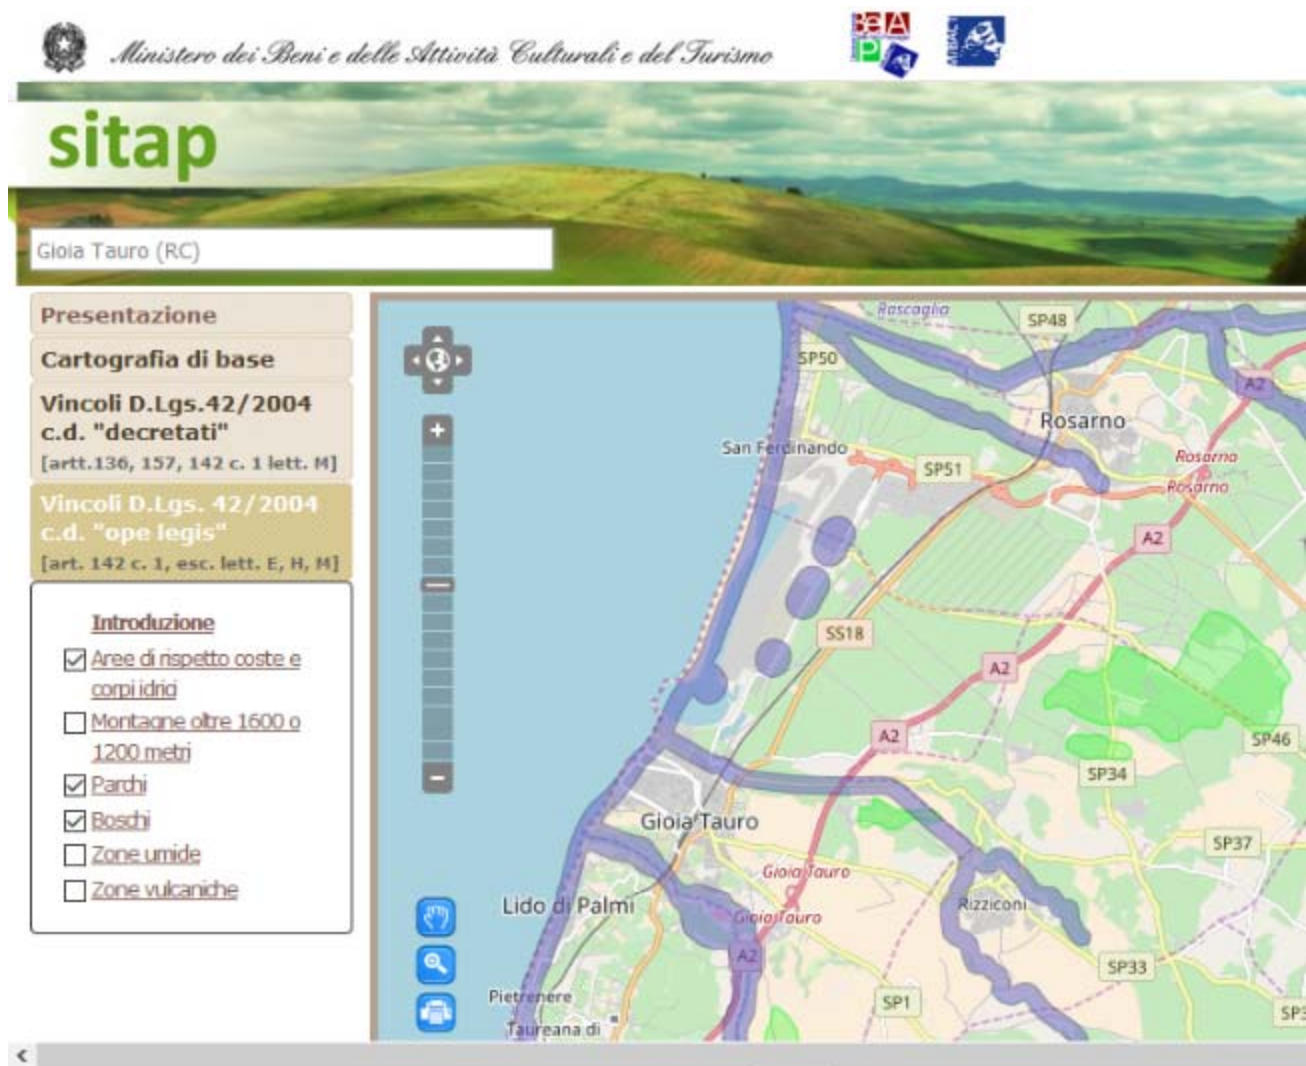 Ministero dei Beni e delle Attività Culturali e del Turismo
sitap
Gioia Tauro (RC)
Presentazione
Cartografia di base
Vincoli D.Lgs.42/2004
c.d. "decretati"
[artt.136, 157, 142 c. 1 lett. M]
Vincoli D.Lgs. 42/2004
c.d. "ope legis"
[art. 142 c. 1, esc. lett. E, H, M]
Introduzione
Aree di rispetto coste e
corpi idrici
Montagne oltre 1600 o
1200 metri
Parchi
Boschi
Zone umide
Zone vulcaniche
Rascaglia
SP48
SP50
A2
Rosarno
San Ferdinando
SP51
Rosarno
Rosarno
A2
SS18
A2
A2
SP46
SP34
Gioia Tauro
SP37
Gioia Tauro
Lido di Palmi
Gioia Tauro
Rizziconi
A2
SP33
Pietrenere
SP1
Taureana di